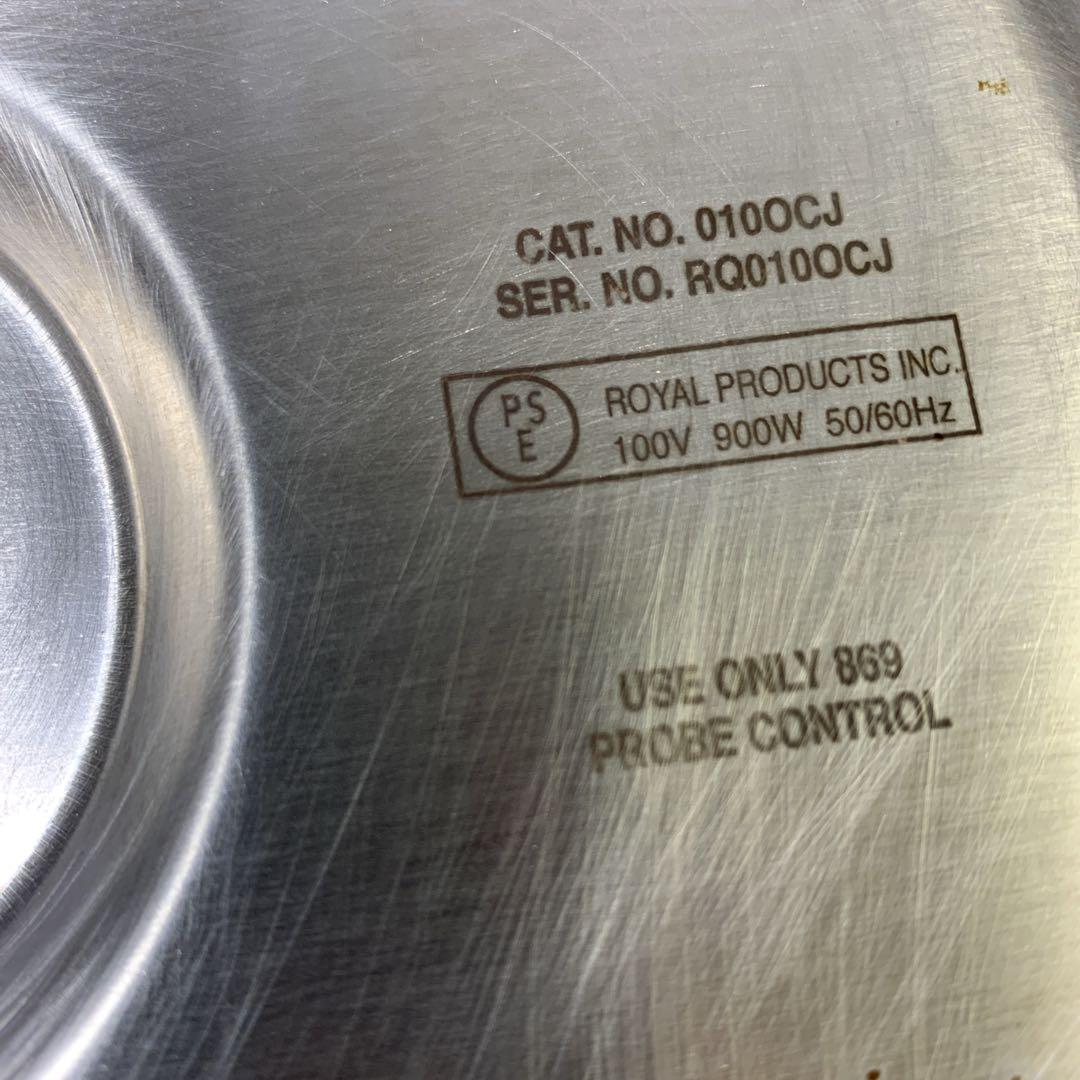 CAT. NO. 010OCJ
SER. NO. RQ010OCJ
PS
E
ROYAL PRODUCTS INC.
100V 900W 50/60Hz
USE ONLY 869
PROBE CONTROL